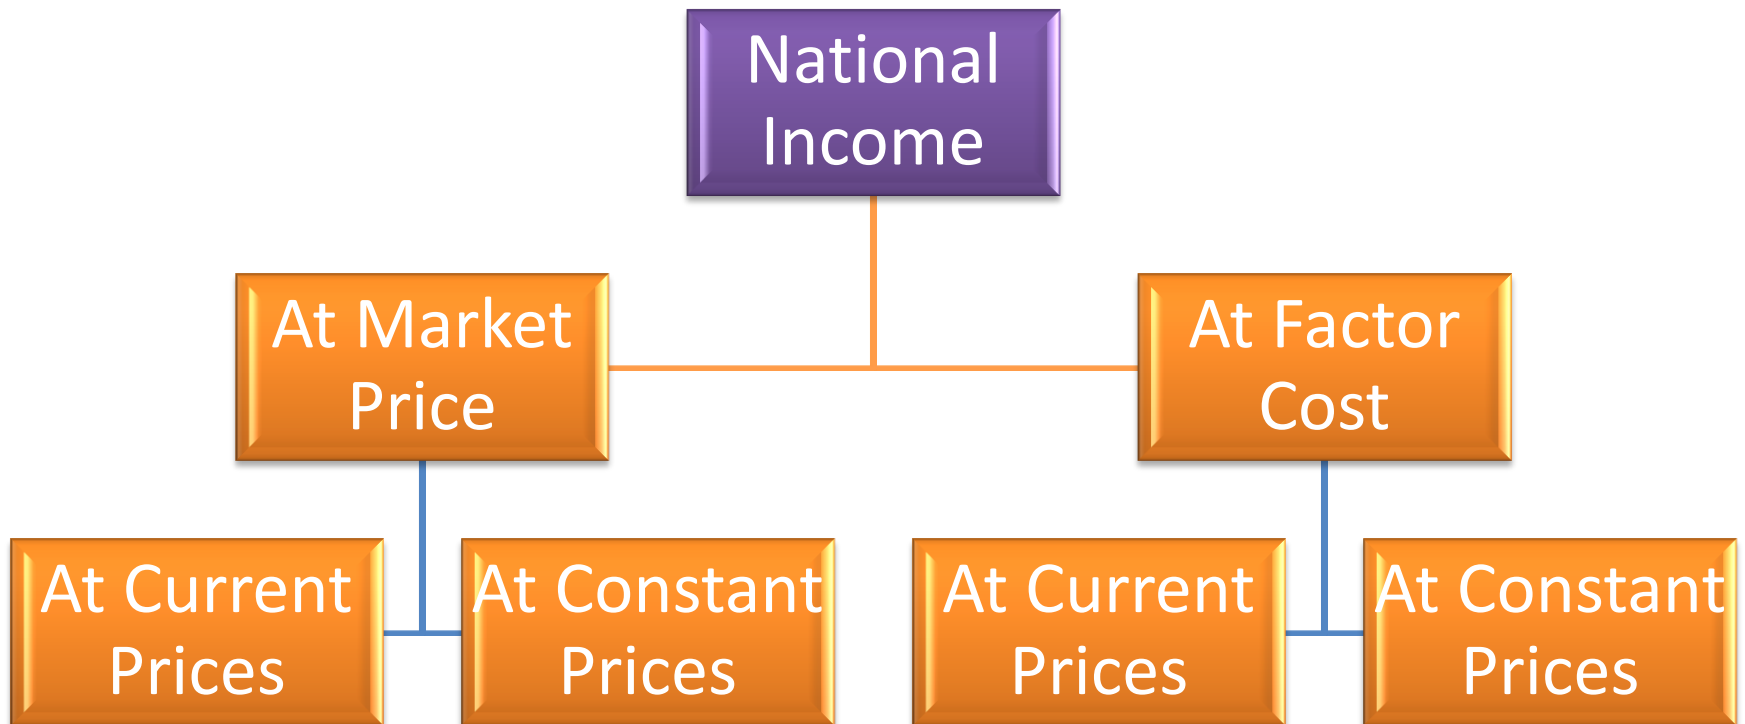 National
Income
At Market
Price
At Factor
Cost
At Current
Prices
At Constant
Prices
At Current
Prices
At Constant
Prices